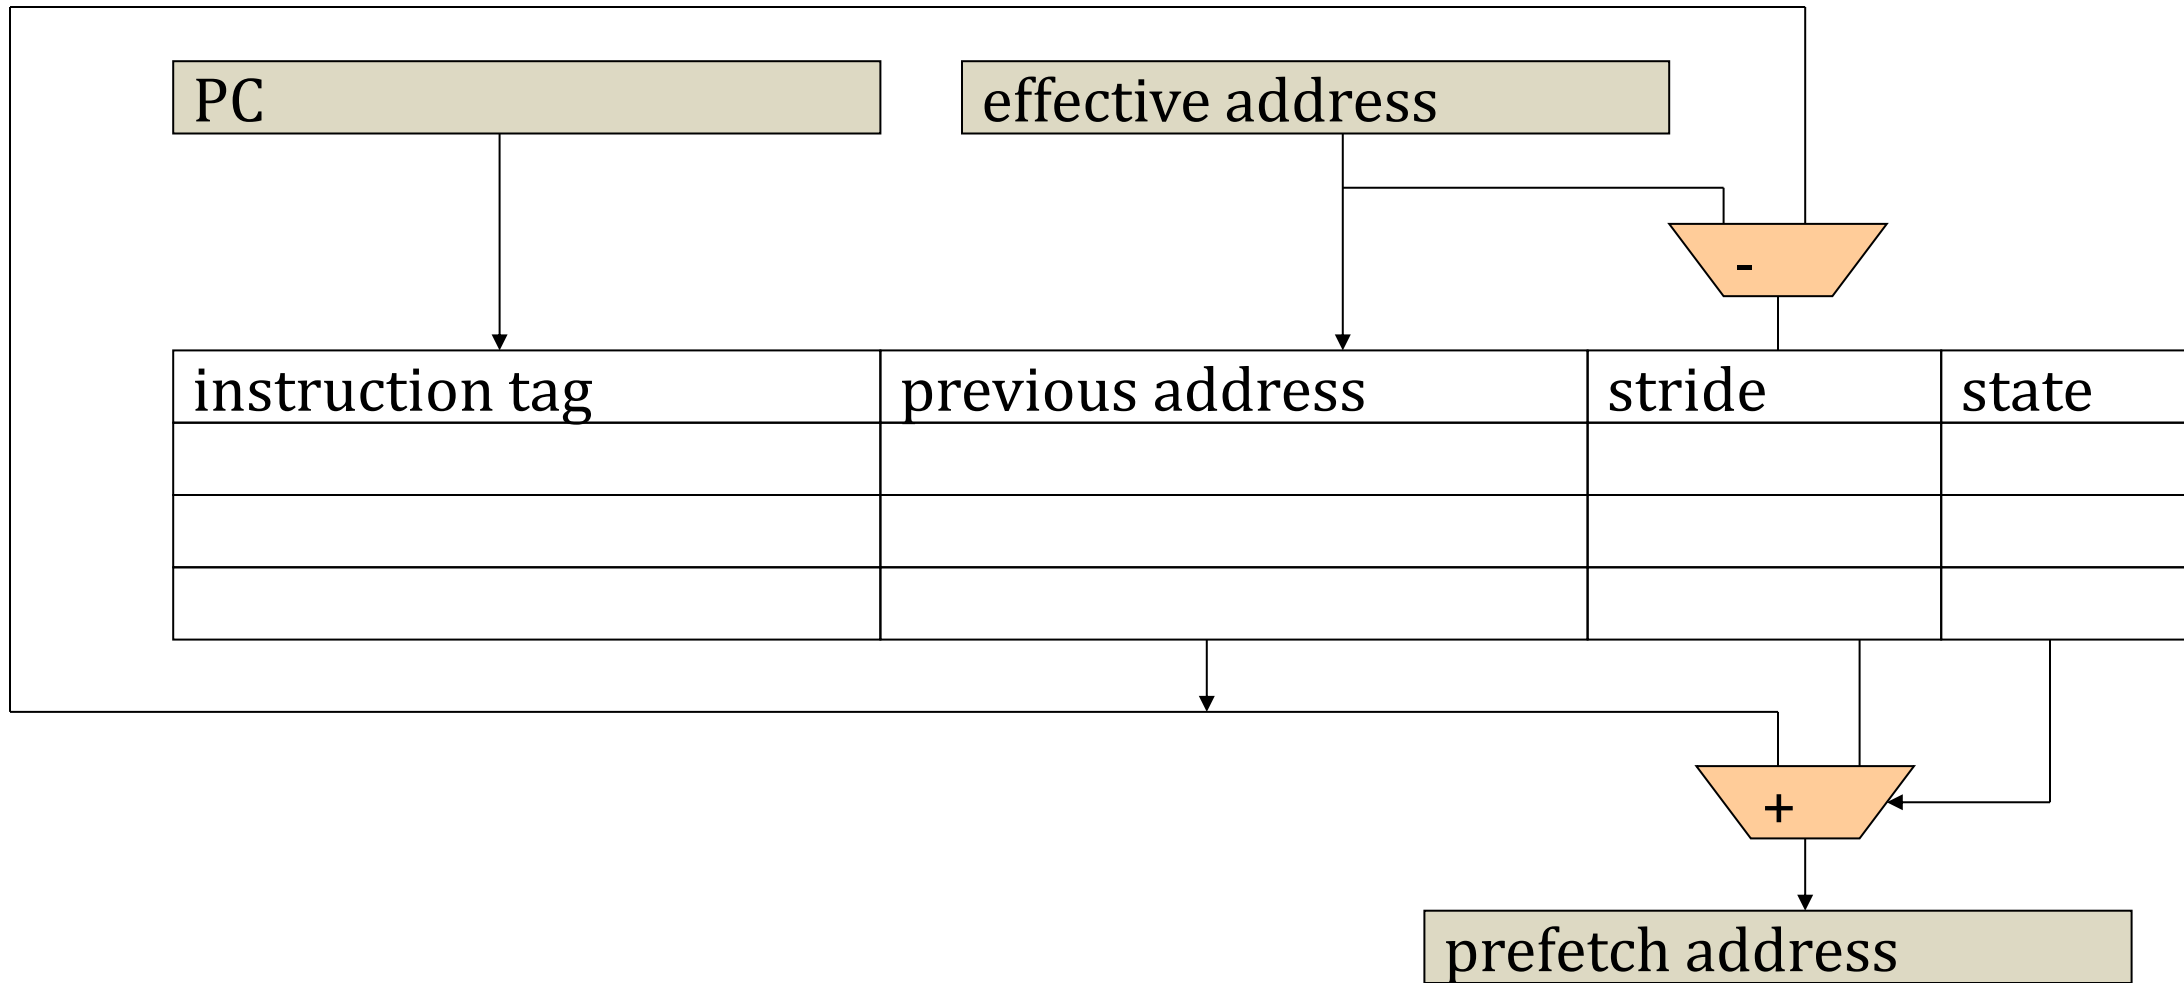 PC
effective address
-
instruction tag
previous address
stride
state
+
prefetch address